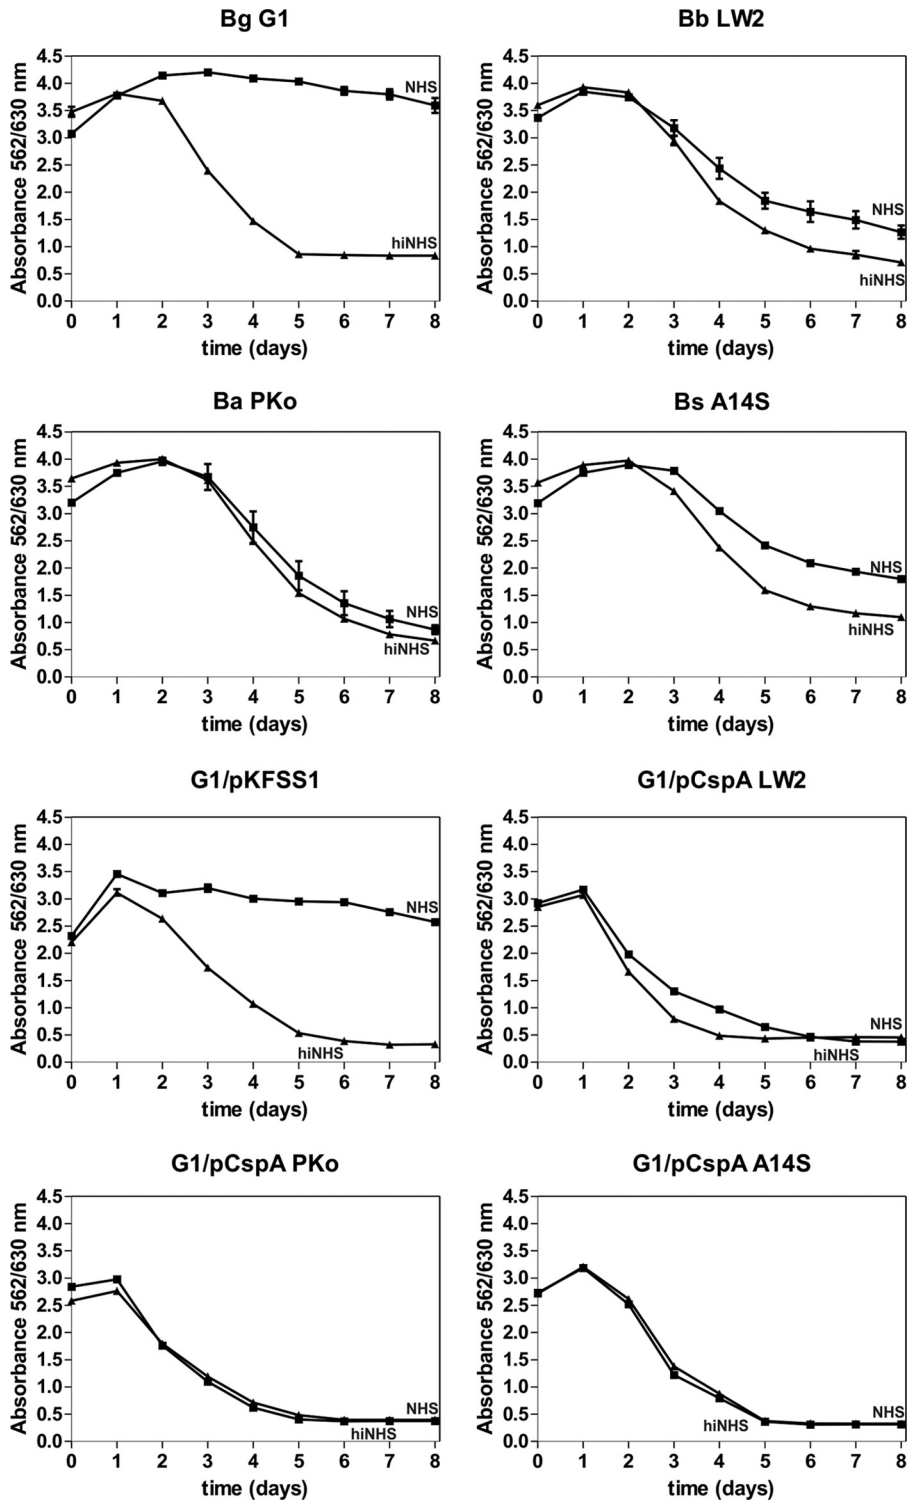 Bg G1
Absorbance 562/630 nm
4.5
4.0
3.5
3.0
2.5
2.0
1.5
1.0
0.5
0.0
NHS
hiNHS
0 1 2 3 4 5 6 7 8
time (days)
Bb LW2
Absorbance 562/630 nm
4.5
4.0
3.5
3.0
2.5
2.0
1.5
1.0
0.5
0.0
NHS
hiNHS
0 1 2 3 4 5 6 7 8
time (days)
Ba PKo
Absorbance 562/630 nm
4.5
4.0
3.5
3.0
2.5
2.0
1.5
1.0
0.5
0.0
NHS
hiNHS
0 1 2 3 4 5 6 7 8
time (days)
Bs A14S
Absorbance 562/630 nm
4.5
4.0
3.5
3.0
2.5
2.0
1.5
1.0
0.5
0.0
NHS
hiNHS
0 1 2 3 4 5 6 7 8
time (days)
G1/pKFSS1
Absorbance 562/630 nm
4.5
4.0
3.5
3.0
2.5
2.0
1.5
1.0
0.5
0.0
NHS
hiNHS
0 1 2 3 4 5 6 7 8
time (days)
G1/pCspA LW2
Absorbance 562/630 nm
4.5
4.0
3.5
3.0
2.5
2.0
1.5
1.0
0.5
0.0
NHS
hiNHS
0 1 2 3 4 5 6 7 8
time (days)
G1/pCspA PKo
Absorbance 562/630 nm
4.5
4.0
3.5
3.0
2.5
2.0
1.5
1.0
0.5
0.0
NHS
hiNHS
0 1 2 3 4 5 6 7 8
time (days)
G1/pCspA A14S
Absorbance 562/630 nm
4.5
4.0
3.5
3.0
2.5
2.0
1.5
1.0
0.5
0.0
NHS
hiNHS
0 1 2 3 4 5 6 7 8
time (days)